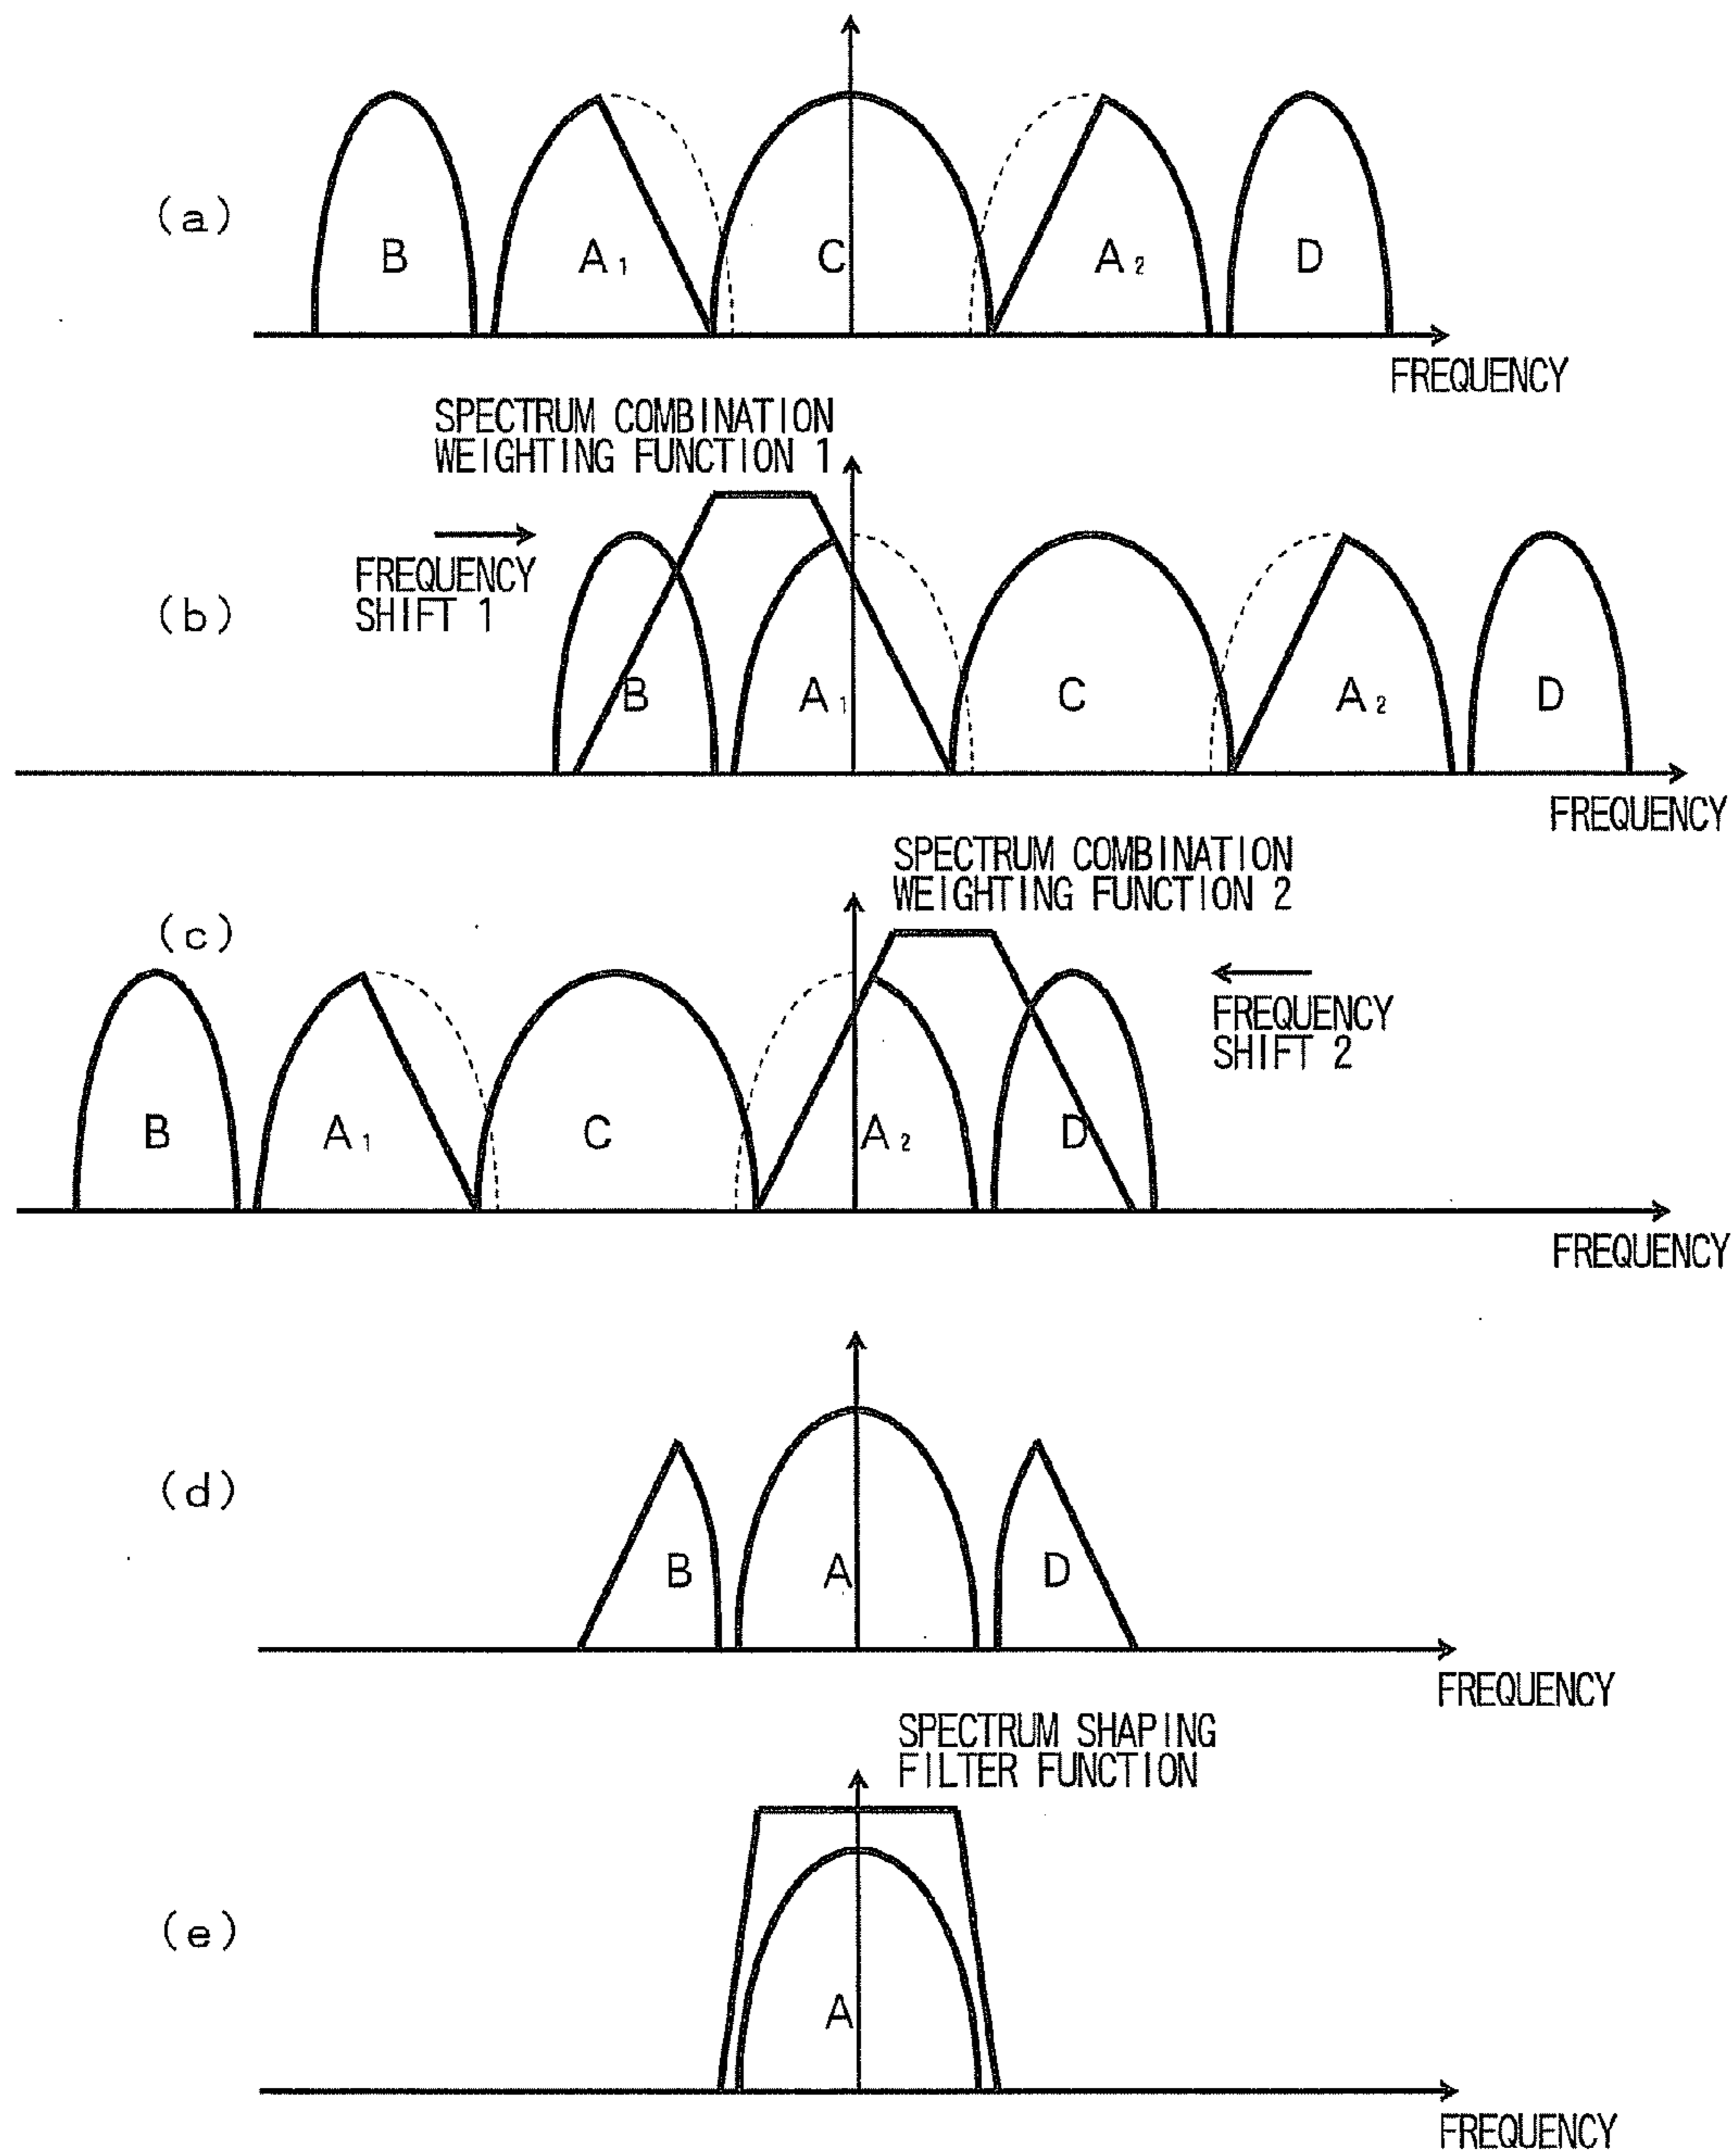 (a)
B
A₁
C
A₂
D
FREQUENCY
SPECTRUM COMBINATION
WEIGHTING FUNCTION 1
(b)
FREQUENCY
SHIFT 1
B
A₁
C
A₂
D
FREQUENCY
SPECTRUM COMBINATION
WEIGHTING FUNCTION 2
(c)
FREQUENCY
SHIFT 2
B
A₁
C
A₂
D
FREQUENCY
(d)
B
A
D
FREQUENCY
SPECTRUM SHAPING
FILTER FUNCTION
(e)
A
FREQUENCY